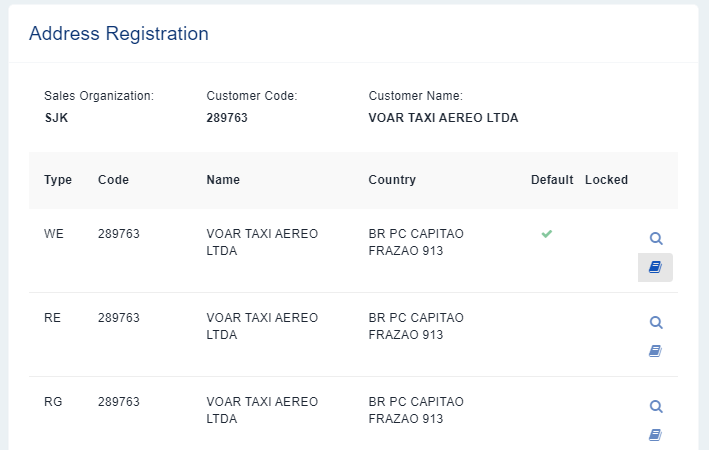 Address Registration
Sales Organization: Customer Code: Customer Name:
SJK 289763 VOAR TAXI AEREO LTDA
Type Code Name Country Default Locked
WE 289763 VOAR TAXI AEREO BR PC CAPITAO
LTDA FRAZAO 913
RE 289763 VOAR TAXI AEREO BR PC CAPITAO
LTDA FRAZAO 913
RG 289763 VOAR TAXI AEREO BR PC CAPITAO
LTDA FRAZAO 913